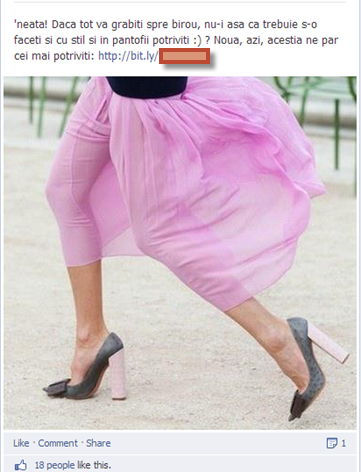 'neata! Daca tot va grabiti spre birou, nu-i asa ca trebuie s-o
faceti si cu stil si in pantofii potriviti :) ? Noua, azi, acestia ne par
cei mai potriviti: http://bit.ly/
Like · Comment · Share 1
18 people like this.